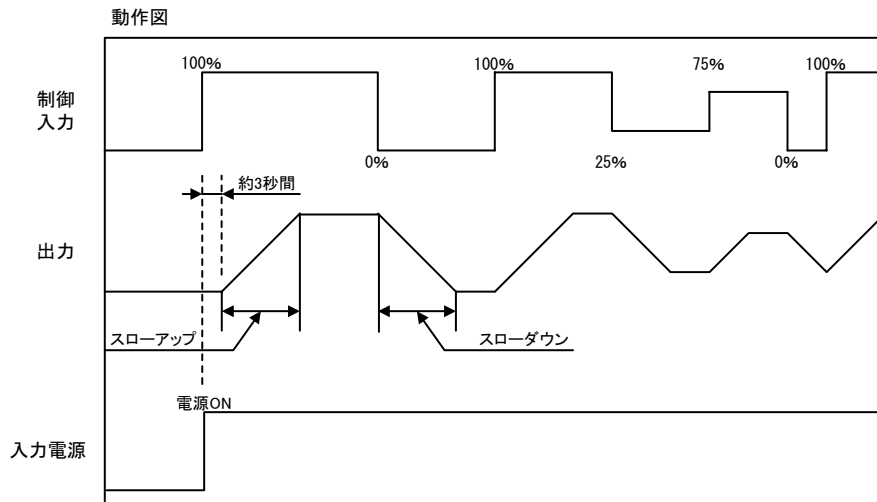 動作図
100%
100%
75%
100%
制御
入力
0%
25%
0%
約3秒間
出力
スローアップ
スローダウン
電源ON
入力電源